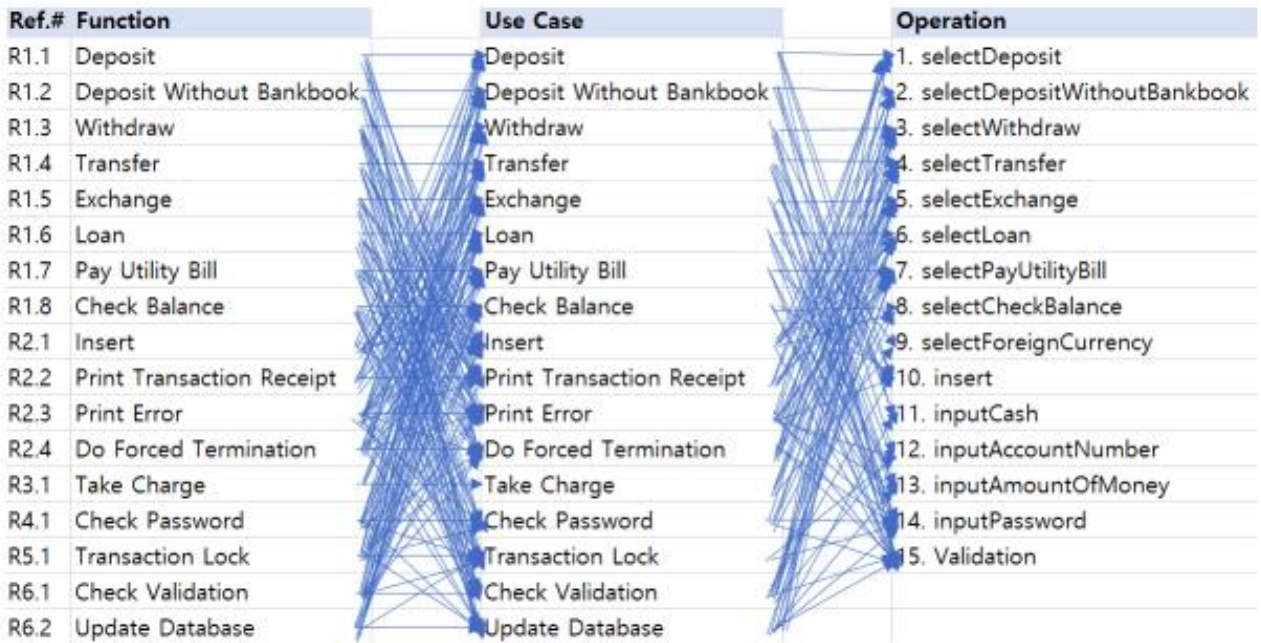 Ref.# Function Use Case Operation
R1.1 Deposit Deposit 1. selectDeposit
R1.2 Deposit Without Bankbook Deposit Without Bankbook 2. selectDepositWithoutBankbook
R1.3 Withdraw Withdraw 3. selectWithdraw
R1.4 Transfer Transfer 4. selectTransfer
R1.5 Exchange Exchange 5. selectExchange
R1.6 Loan Loan 6. selectLoan
R1.7 Pay Utility Bill Pay Utility Bill 7. selectPayUtilityBill
R1.8 Check Balance Check Balance 8. selectCheckBalance
R2.1 Insert Insert 9. selectForeignCurrency
R2.2 Print Transaction Receipt Print Transaction Receipt 10. insert
R2.3 Print Error Print Error 11. inputCash
R2.4 Do Forced Termination Do Forced Termination 12. inputAccountNumber
R3.1 Take Charge Take Charge 13. inputAmountOfMoney
R4.1 Check Password Check Password 14. inputPassword
R5.1 Transaction Lock Transaction Lock 15. Validation
R6.1 Check Validation Check Validation
R6.2 Update Database Update Database